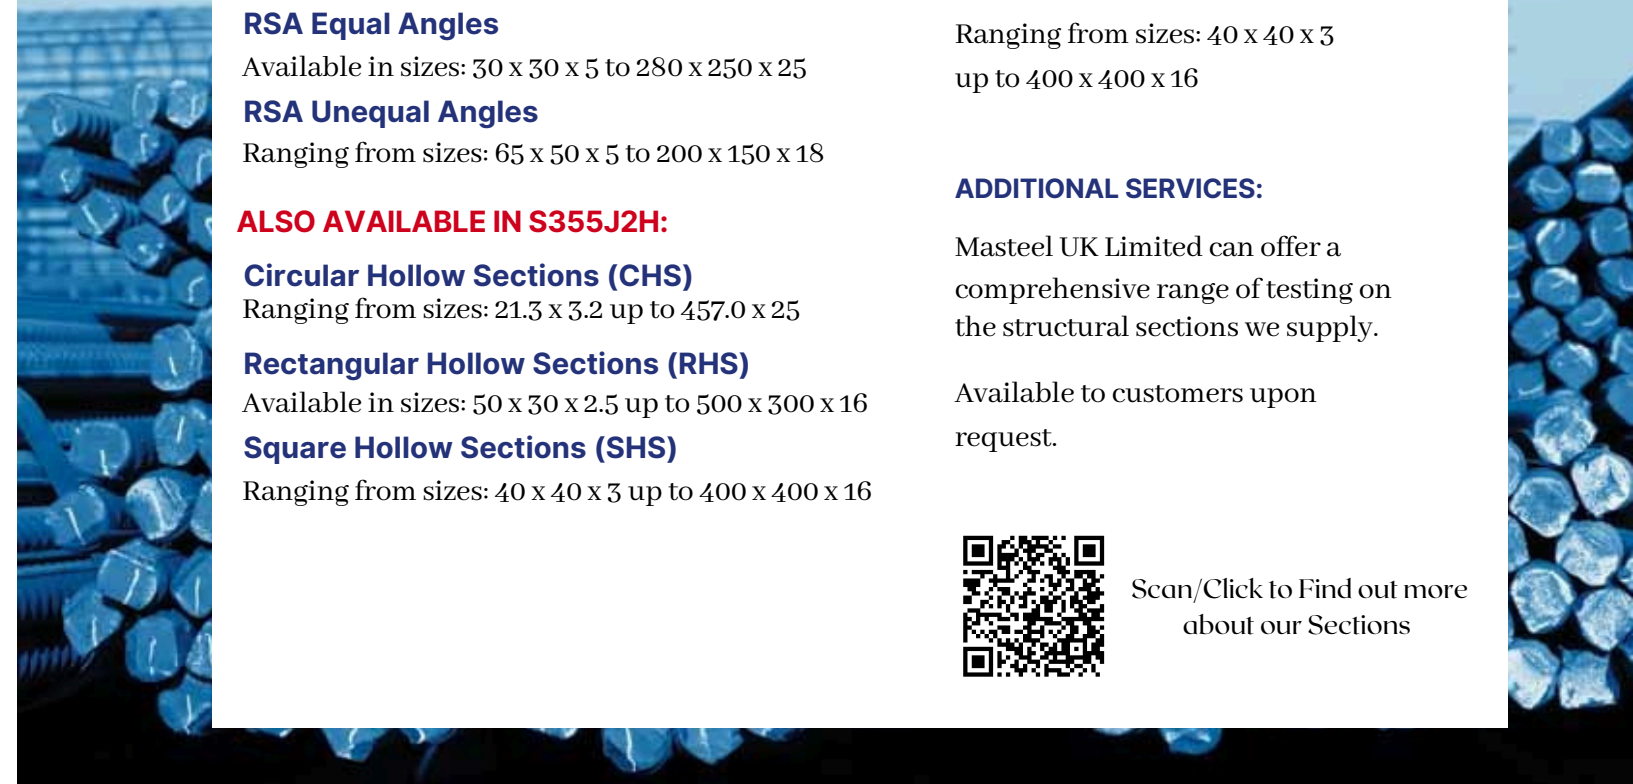 RSA Equal Angles
Available in sizes: 30 x 30 x 5 to 280 x 250 x 25
RSA Unequal Angles
Ranging from sizes: 65 x 50 x 5 to 200 x 150 x 18
ALSO AVAILABLE IN S355J2H:
Circular Hollow Sections (CHS)
Ranging from sizes: 21.3 x 3.2 up to 457.0 x 25
Rectangular Hollow Sections (RHS)
Available in sizes: 50 x 30 x 2.5 up to 500 x 300 x 16
Square Hollow Sections (SHS)
Ranging from sizes: 40 x 40 x 3 up to 400 x 400 x 16
Ranging from sizes: 40 x 40 x 3
up to 400 x 400 x 16
ADDITIONAL SERVICES:
Masteel UK Limited can offer a
comprehensive range of testing on
the structural sections we supply.
Available to customers upon
request.
Scan/Click to Find out more
about our Sections